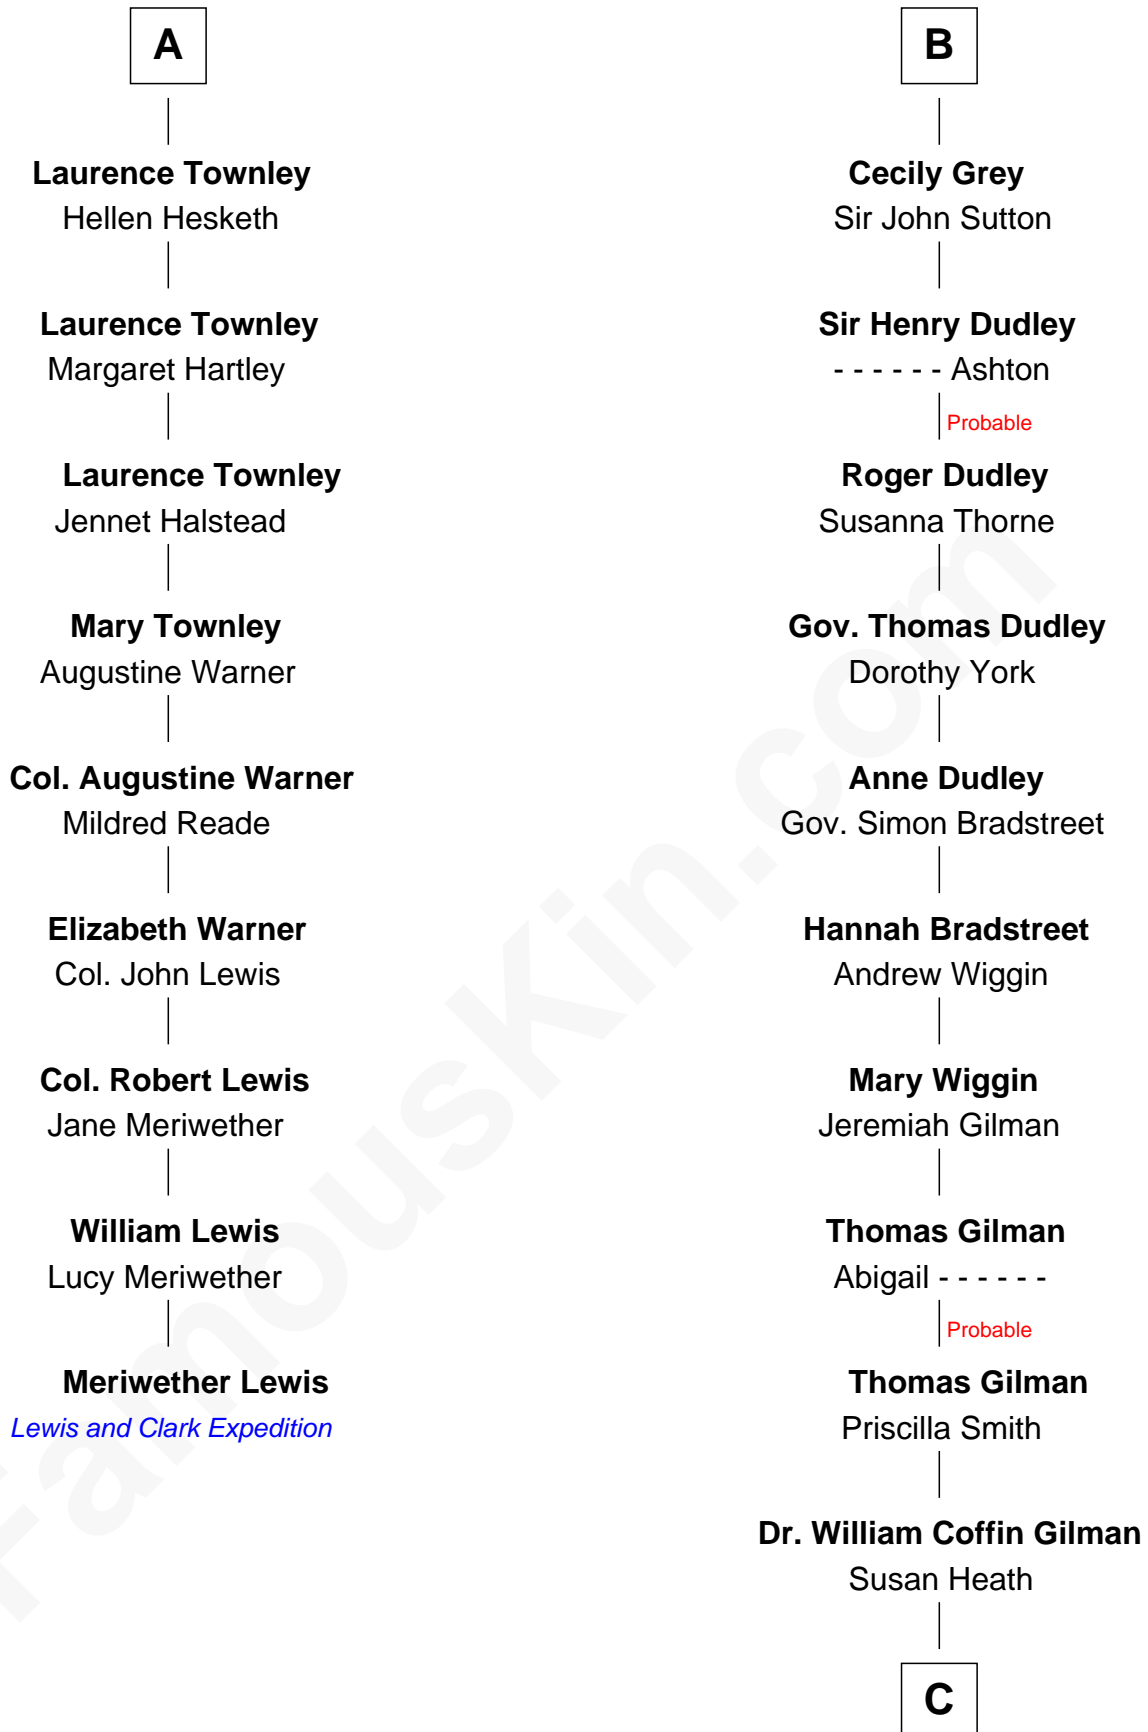 A
Laurence Townley
Hellen Hesketh
Laurence Townley
Margaret Hartley
Laurence Townley
Jennet Halstead
Mary Townley
Augustine Warner
Col. Augustine Warner
Mildred Reade
Elizabeth Warner
Col. John Lewis
Col. Robert Lewis
Jane Meriwether
William Lewis
Lucy Meriwether
Meriwether Lewis
Lewis and Clark Expedition
B
Cecily Grey
Sir John Sutton
Sir Henry Dudley
- - - - - - Ashton
Probable
Roger Dudley
Susanna Thorne
Gov. Thomas Dudley
Dorothy York
Anne Dudley
Gov. Simon Bradstreet
Hannah Bradstreet
Andrew Wiggin
Mary Wiggin
Jeremiah Gilman
Thomas Gilman
Abigail - - - - - -
Probable
Thomas Gilman
Priscilla Smith
Dr. William Coffin Gilman
Susan Heath
C
FamousKin.com